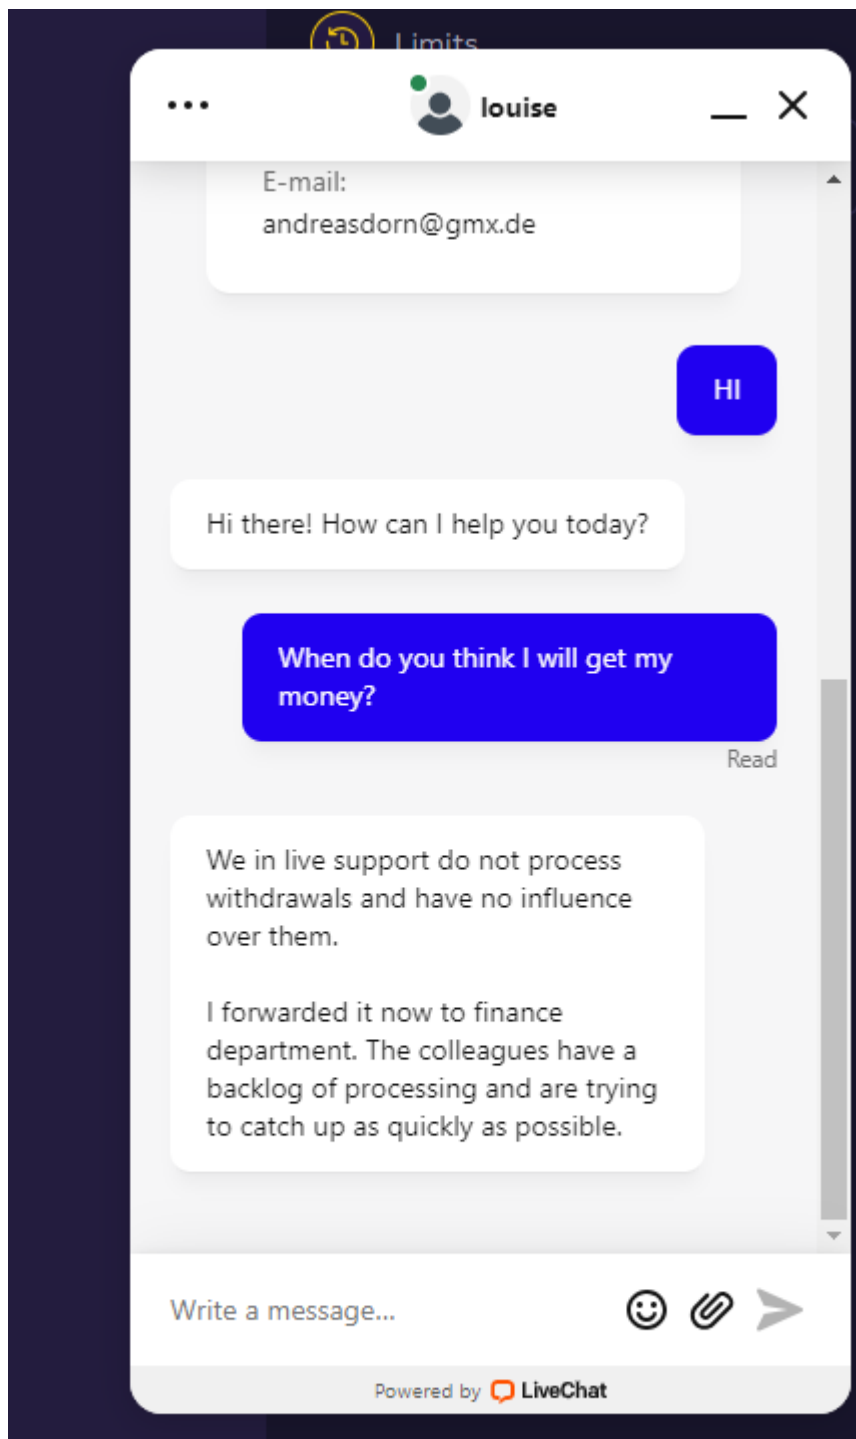 Limits
louise
E-mail:
andreasdorn@gmx.de
HI
Hi there! How can I help you today?
When do you think I will get my
money?
Read
We in live support do not process
withdrawals and have no influence
over them.
I forwarded it now to finance
department. The colleagues have a
backlog of processing and are trying
to catch up as quickly as possible.
Write a message...
Powered by LiveChat